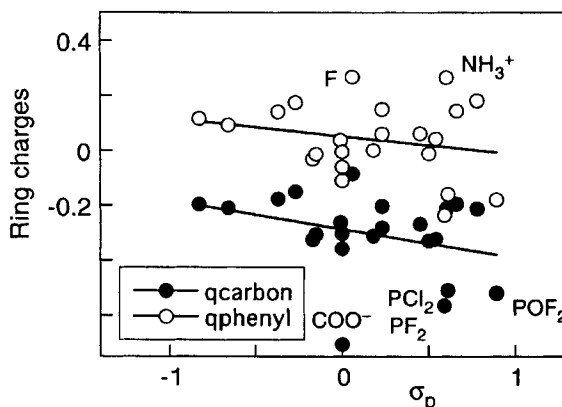 0.4
F
NH₃⁺
0
-0.2
Ring charges
qcarbon
qphenyl
COO⁻
PCl₂
PF₂
POF₂
-1
0
1
σₚ